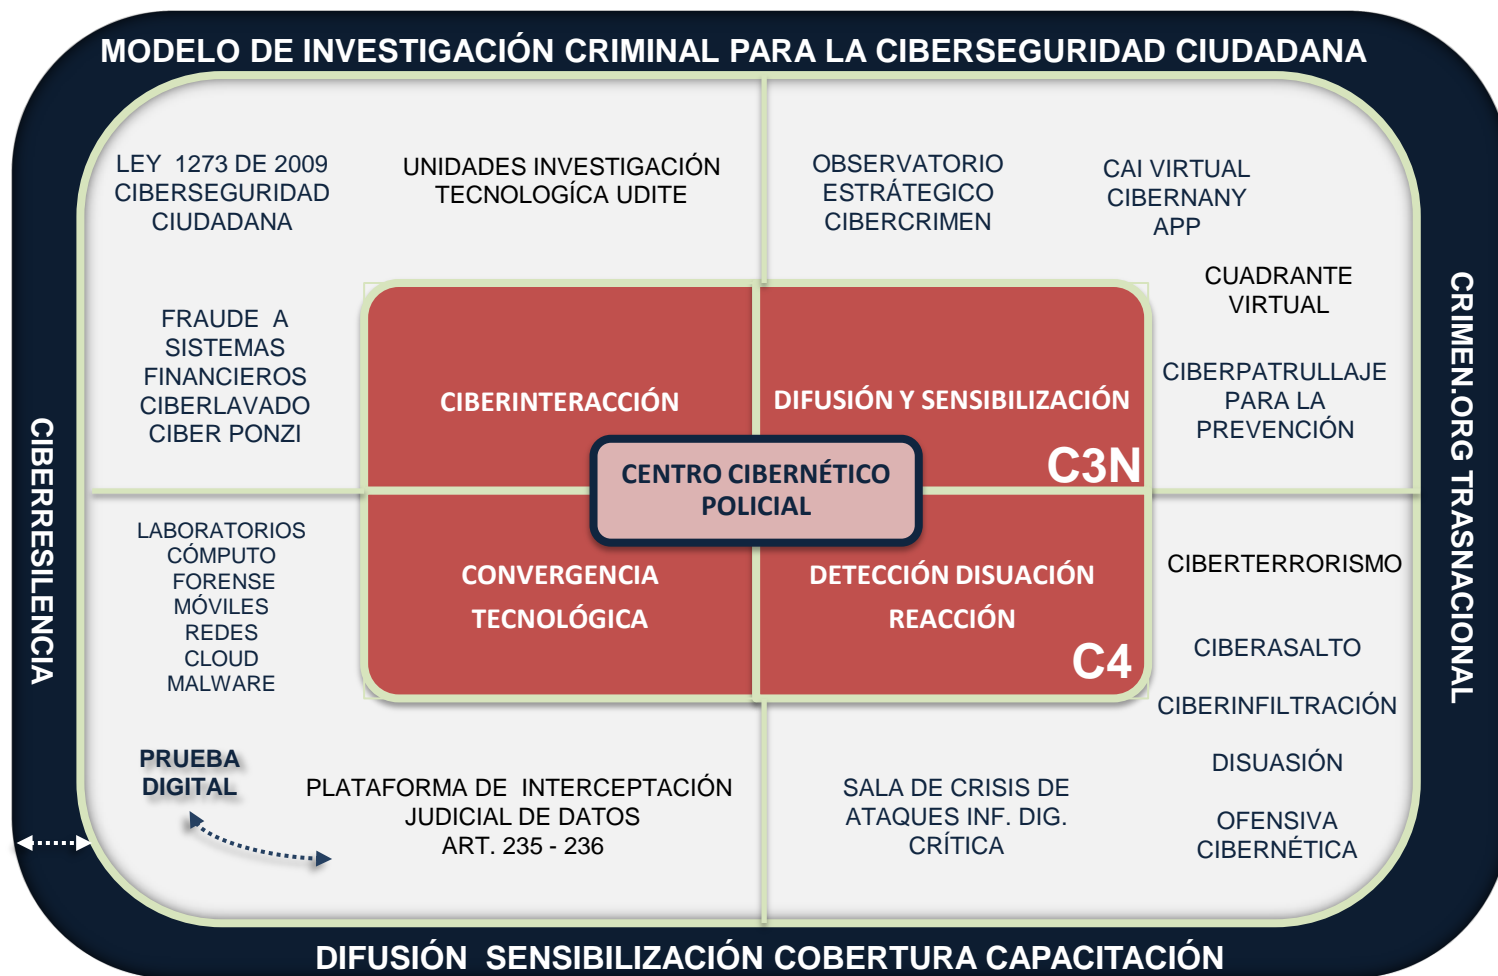 MODELO DE INVESTIGACIÓN CRIMINAL PARA LA CIBERSEGURIDAD CIUDADANA
LEY 1273 DE 2009
CIBERSEGURIDAD
CIUDADANA
UNIDADES INVESTIGACIÓN
TECNOLOGÍCA UDITE
OBSERVATORIO
ESTRÁTEGICO
CIBERCRIMEN
CAI VIRTUAL
CIBERNANY
APP
CUADRANTE
VIRTUAL
CIBERPATRULLAJE
PARA LA
PREVENCIÓN
FRAUDE A
SISTEMAS
FINANCIEROS
CIBERLAVADO
CIBER PONZI
CIBERINTERACCIÓN
DIFUSIÓN Y SENSIBILIZACIÓN
C3N
CENTRO CIBERNÉTICO
POLICIAL
CONVERGENCIA
TECNOLÓGICA
DETECCIÓN DISUACIÓN
REACCIÓN
C4
LABORATORIOS
CÓMPUTO
FORENSE
MÓVILES
REDES
CLOUD
MALWARE
PRUEBA
DIGITAL
PLATAFORMA DE INTERCEPTACIÓN
JUDICIAL DE DATOS
ART. 235 - 236
SALA DE CRISIS DE
ATAQUES INF. DIG.
CRÍTICA
CIBERTERRORISMO
CIBERASALTO
CIBERINFILTRACIÓN
DISUASIÓN
OFENSIVA
CIBERNÉTICA
CIBERRESILENCIA
CRIMEN.ORG TRASNACIONAL
DIFUSIÓN SENSIBILIZACIÓN COBERTURA CAPACITACIÓN